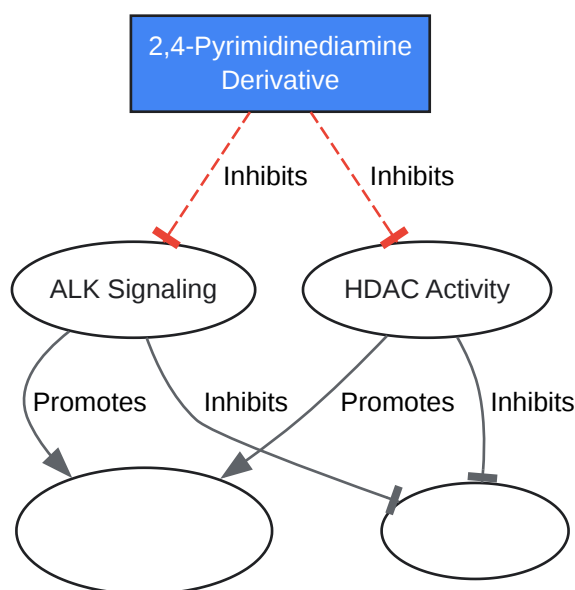 2,4-Pyrimidinediamine
Derivative
Inhibits
Inhibits
ALK Signaling
HDAC Activity
Promotes
Inhibits
Promotes
Inhibits